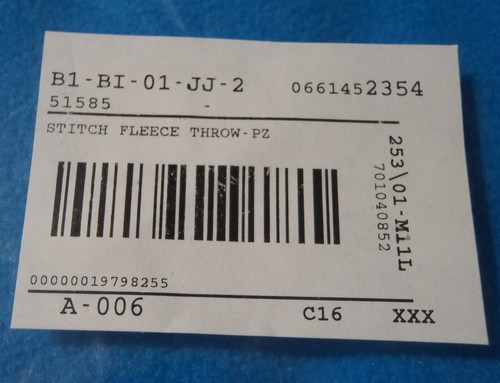 B1-BI-01-JJ-2 0661452354
51585 -
STITCH FLEECE THROW-PZ
253\01-M11L
701040852
00000019798255
A-006 C16 XXX